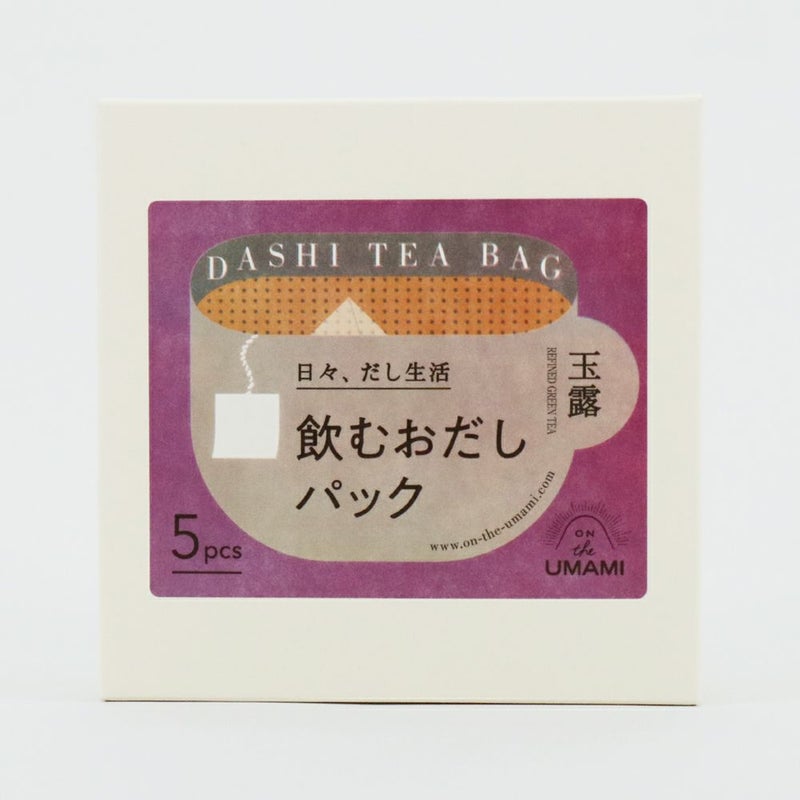 DASHI TEA BAG
日々、だし生活
飲むおだし
パック
玉露
REFINED GREEN TEA
www.on-the-umami.com
5pcs
ON
the
UMAMI